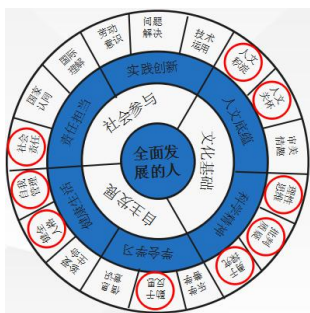 全面发
展的人
文化基础
自主发展
社会参与
人文底蕴
科学精神
学会学习
健康生活
责任担当
实践创新
人文
积淀
人文
关怀
审美
情趣
理性
思维
批判
质疑
勇于
探究
乐学
善学
勤于
反思
信息
意识
珍爱
生命
健全
人格
自我
管理
社会
责任
国家
认同
国际
理解
劳动
意识
问题
解决
技术
运用